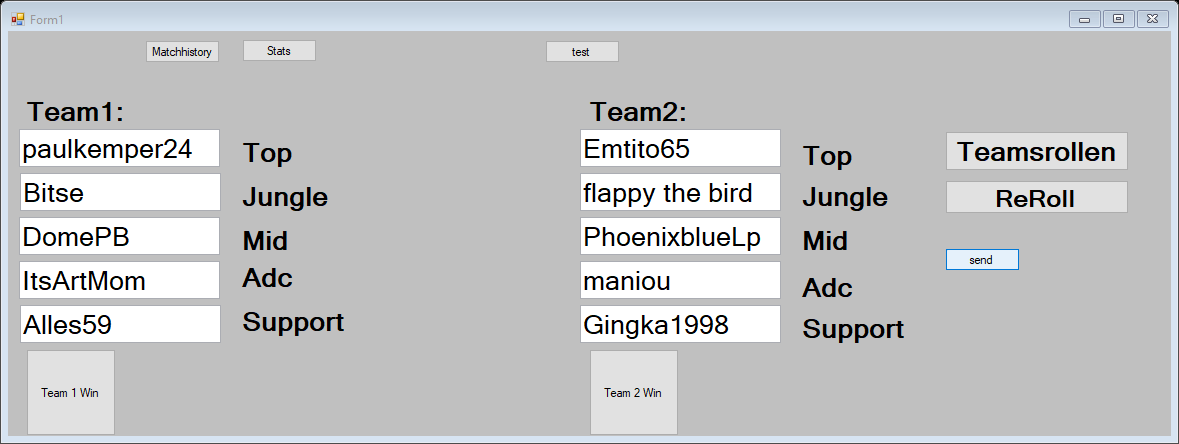 Form1
Matchhistory
Stats
test
Team1:
paulkemper24
Top
Bitse
Jungle
DomePB
Mid
ItsArtMom
Adc
Alles59
Support
Team 1 Win
Team2:
Emtito65
Top
flappy the bird
Jungle
PhoenixblueLp
Mid
maniou
Adc
Gingka1998
Support
Team 2 Win
Teamsrollen
ReRoll
send